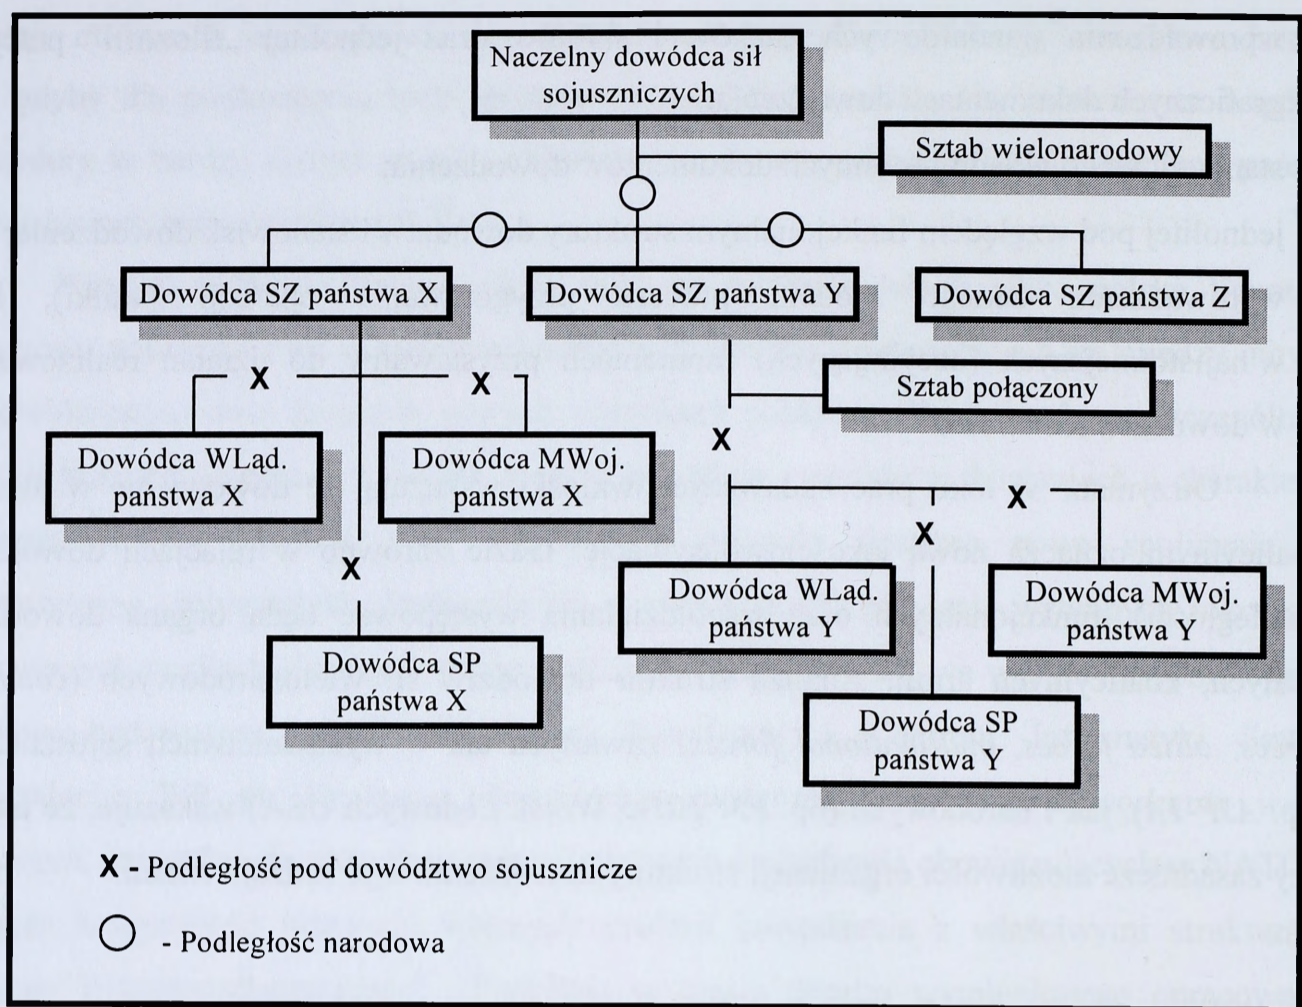 Naczelny dowódca sił
sojuszniczych
Sztab wielonarodowy
Dowódca SZ państwa X
Dowódca SZ państwa Y
Dowódca SZ państwa Z
X
X
Sztab połączony
X
Dowódca WLąd.
państwa X
Dowódca MWoj.
państwa X
X
X
X
Dowódca WLąd.
państwa Y
Dowódca MWoj.
państwa Y
Dowódca SP
państwa X
Dowódca SP
państwa Y
X - Podległość pod dowództwo sojusznicze
- Podległość narodowa